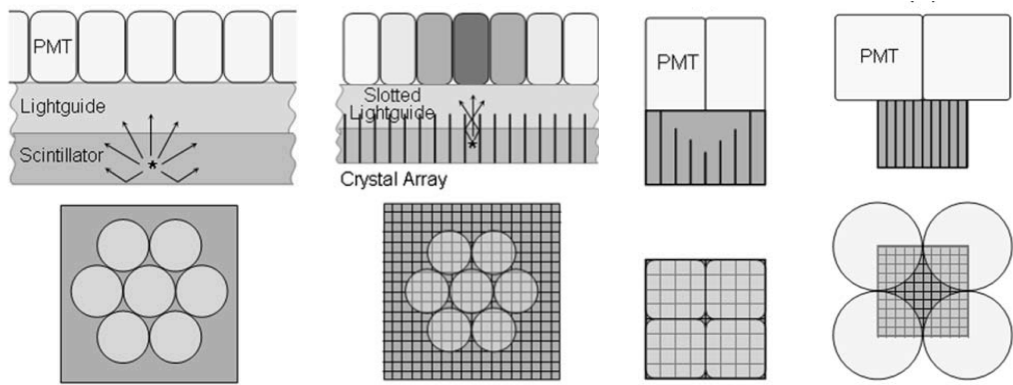 PMT
Lightguide
Scintillator
Slotted
Lightguide
Crystal Array
PMT
PMT